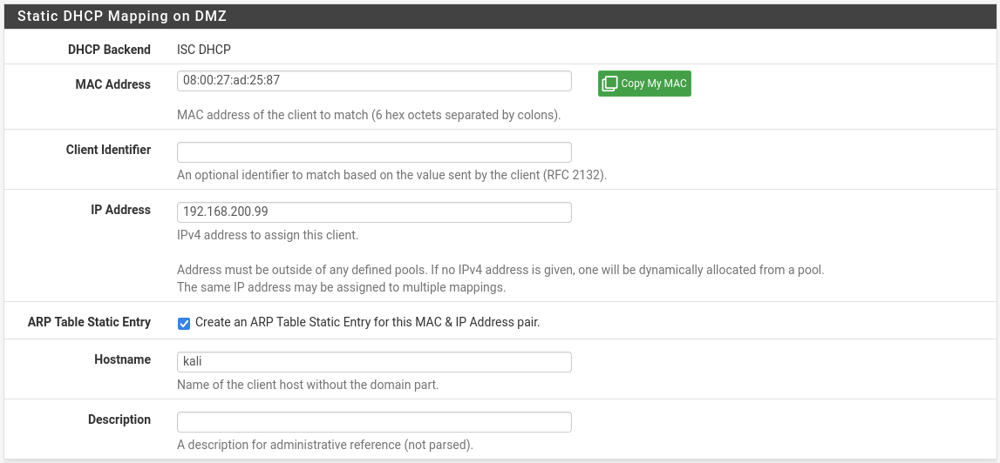 Static DHCP Mapping on DMZ
DHCP Backend ISC DHCP
MAC Address 08:00:27:ad:25:87 Copy My MAC
MAC address of the client to match (6 hex octets separated by colons).
Client Identifier
An optional identifier to match based on the value sent by the client (RFC 2132).
IP Address 192.168.200.99
IPv4 address to assign this client.
Address must be outside of any defined pools. If no IPv4 address is given, one will be dynamically allocated from a pool.
The same IP address may be assigned to multiple mappings.
ARP Table Static Entry Create an ARP Table Static Entry for this MAC & IP Address pair.
Hostname kali
Name of the client host without the domain part.
Description
A description for administrative reference (not parsed).